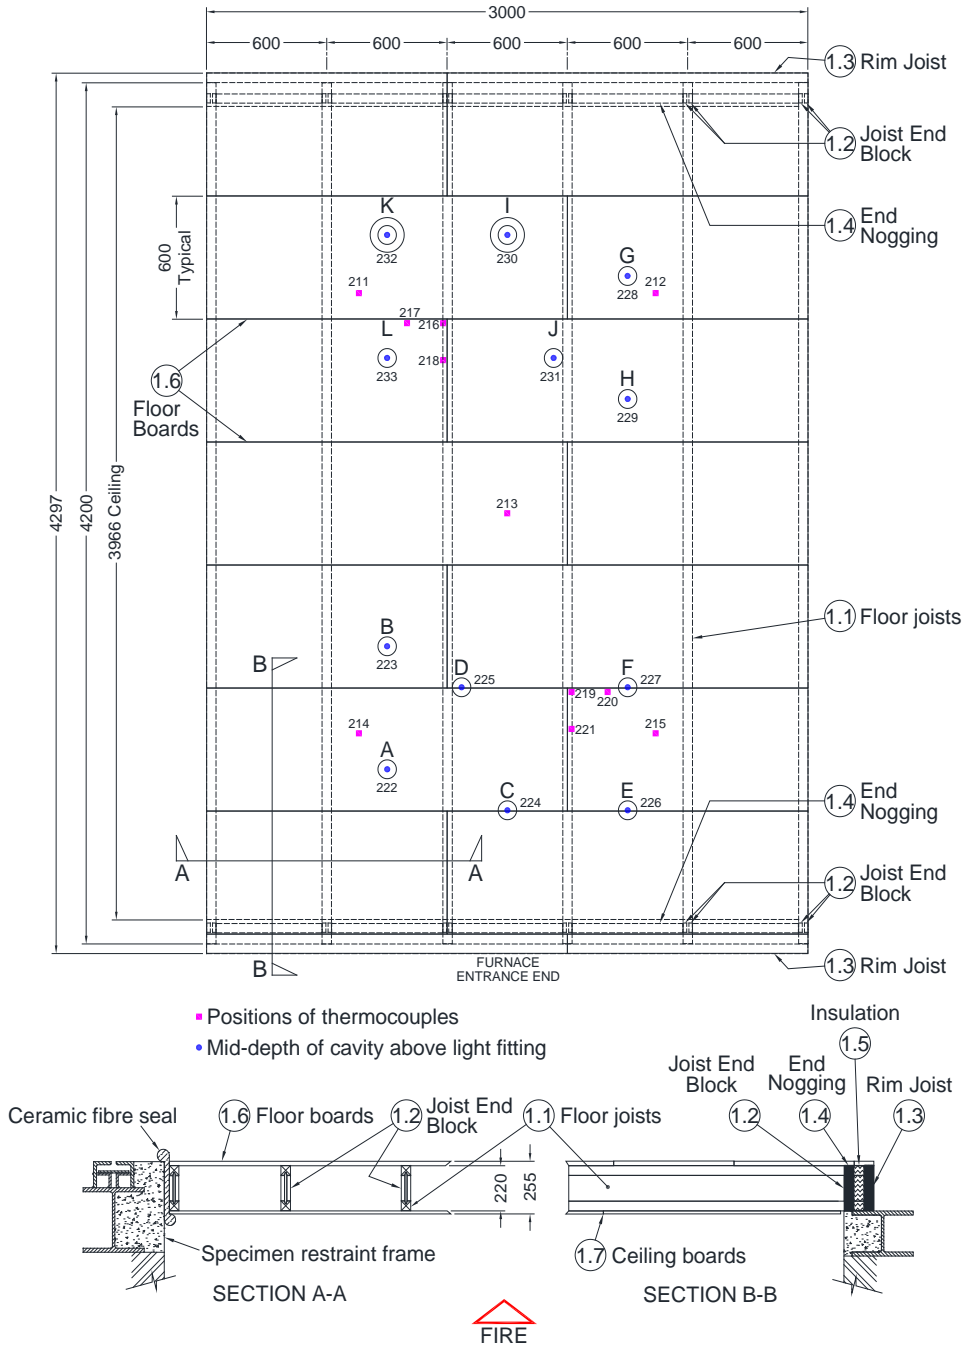 3000
600
600
600
600
600
1.3 Rim Joist
1.2 Joist End
Block
1.4 End
Nogging
K
232
I
230
G
228
600
Typical
211
212
217
216
L
233
218
J
231
H
229
1.6
Floor
Boards
4297
4200
3966 Ceiling
213
1.1 Floor joists
B
B
223
D
225
F
227
219
220
221
214
215
A
222
C
224
E
226
1.4 End
Nogging
A
A
1.2 Joist End
Block
B
FURNACE
ENTRANCE END
1.3 Rim Joist
Positions of thermocouples
Mid-depth of cavity above light fitting
Insulation
1.5
Joist End
Block
1.2
End
Nogging
1.4
Rim Joist
1.3
Ceramic fibre seal
1.6 Floor boards
1.2 Joist End
Block
1.1 Floor joists
220
255
Specimen restraint frame
1.7 Ceiling boards
SECTION A-A
SECTION B-B
FIRE